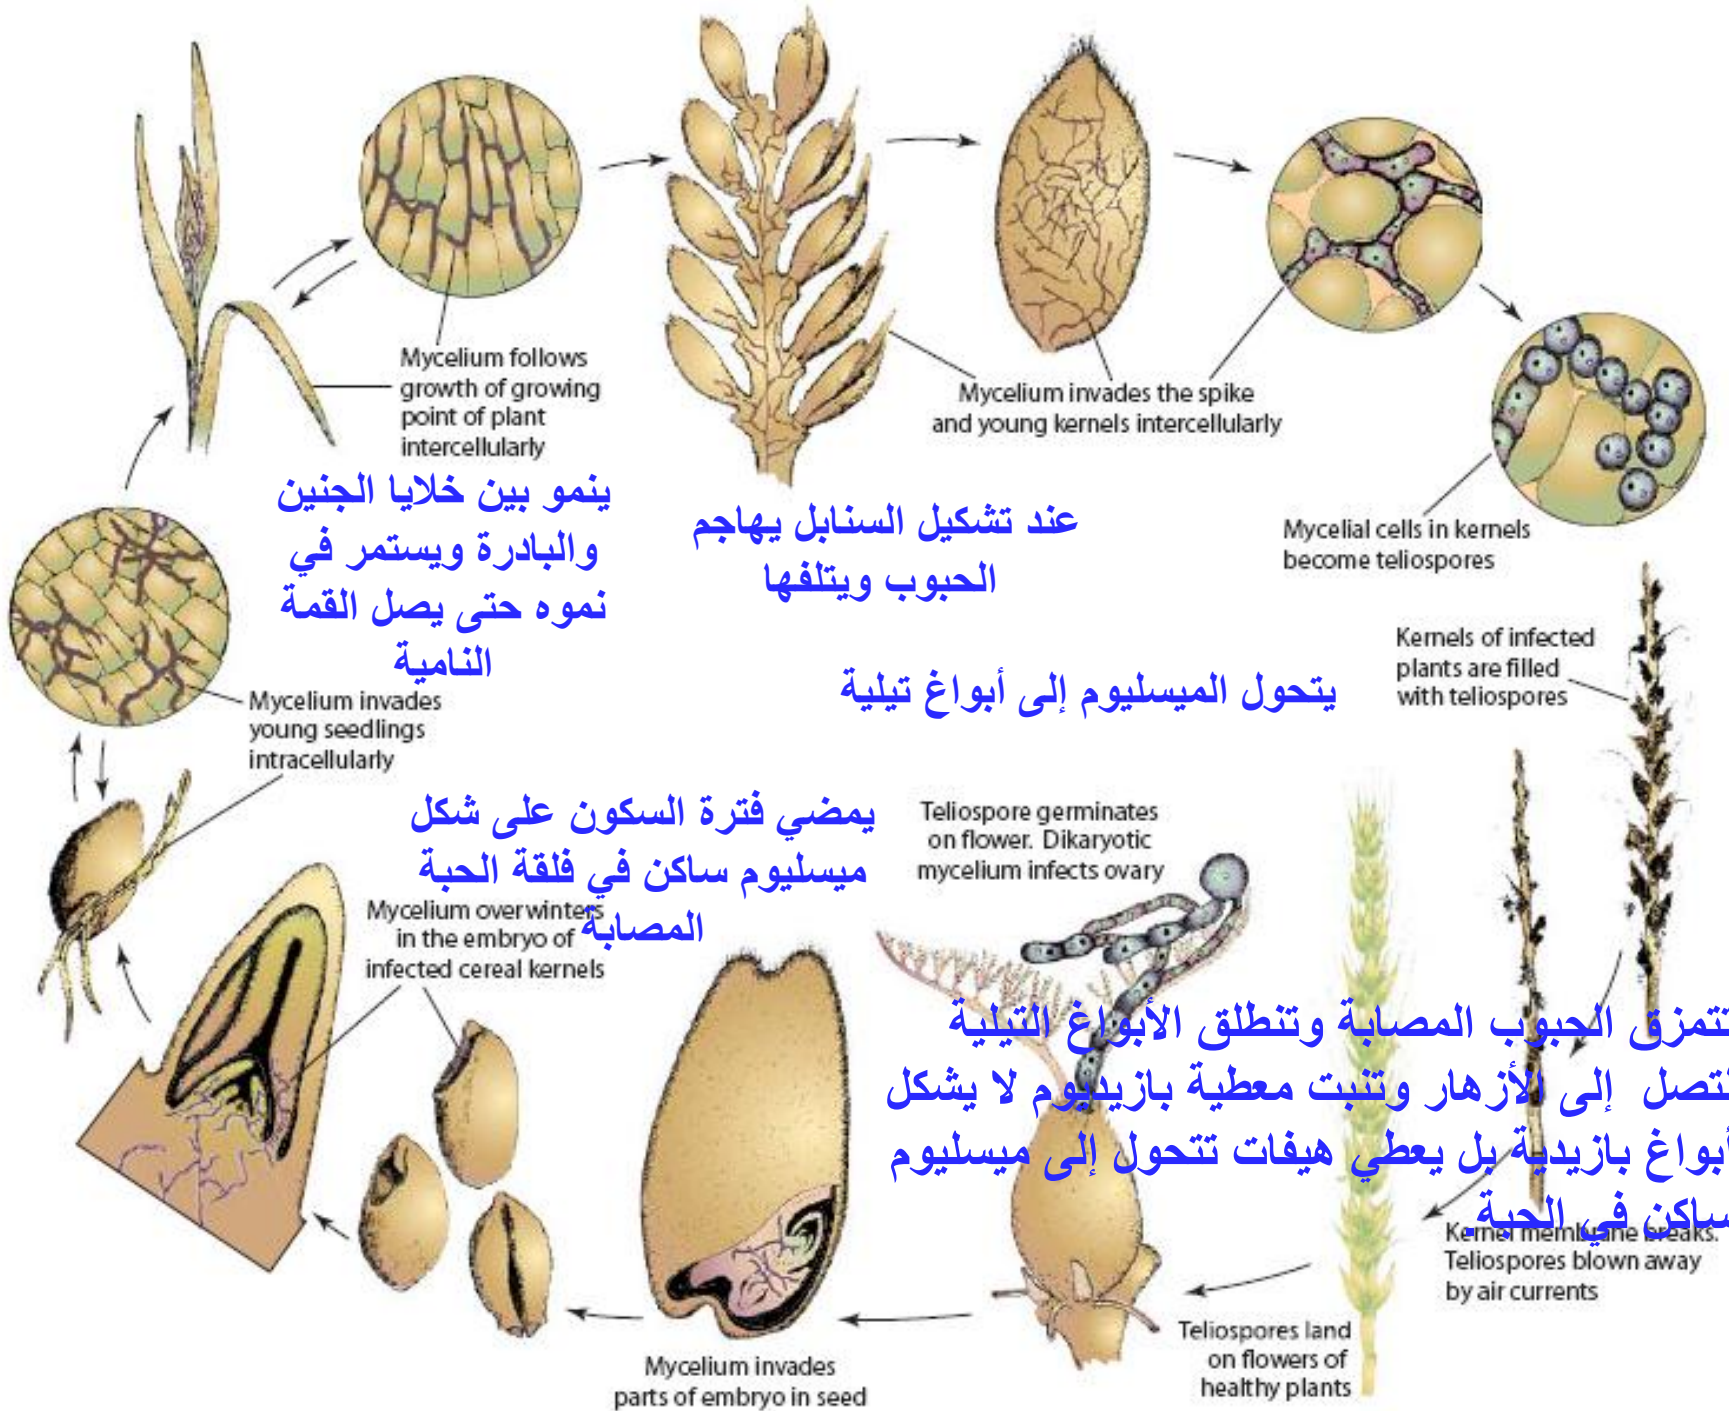 Mycelium follows
growth of growing
point of plant
intercellularly
Mycelium invades the spike
and young kernels intercellularly
ينمو بين خلايا الجنين
والبادرة ويستمر في
نموه حتى يصل القمة
النامية
عند تشكيل السنابل يهاجم
الحبوب ويتلفها
Mycelial cells in kernels
become teliospores
Kernels of infected
plants are filled
with teliospores
يتحول الميسليوم إلى أبواغ تيلية
Mycelium invades
young seedlings
intracellularly
يمضي فترة السكون على شكل
ميسليوم ساكن في فلقة الحبة
المصابة
Teliospore germinates
on flower. Dikaryotic
mycelium infects ovary
Mycelium overwinters
in the embryo of
infected cereal kernels
تتمزق الحبوب المصابة وتنطلق الأبواغ التيلية
لتصل إلى الأزهار وتنبت معطية بازيديوم لا يشكل
أبواغ بازيدية بل يعطي هيفات تتحول إلى ميسليوم
ساكن في الحبة.
Kernel membrane breaks.
Teliospores blown away
by air currents
Teliospores land
on flowers of
healthy plants
Mycelium invades
parts of embryo in seed